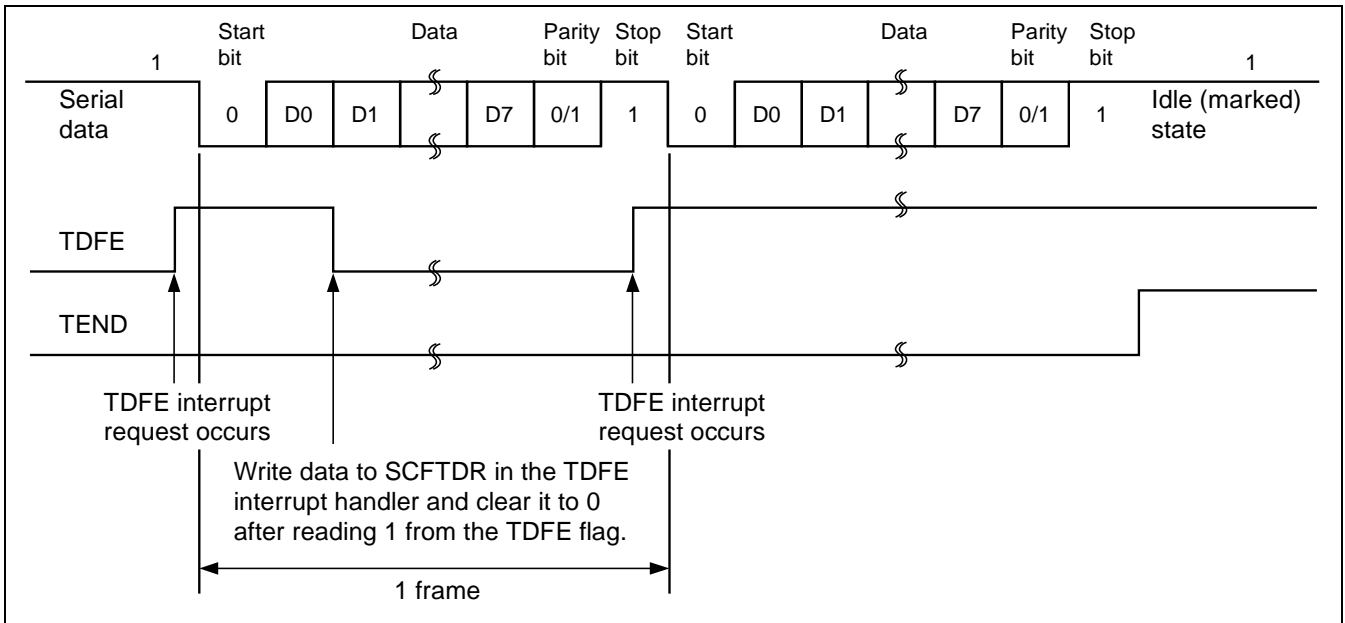 Start Data Parity Stop Start Data Parity Stop
bit bit bit bit bit bit
1 1
Serial
data
0 D0 D1 D7 0/1 1 0 D0 D1 D7 0/1 1
Idle (marked)
state
TDFE
TEND
TDFE interrupt
request occurs
TDFE interrupt
request occurs
Write data to SCFTDR in the TDFE
interrupt handler and clear it to 0
after reading 1 from the TDFE flag.
1 frame